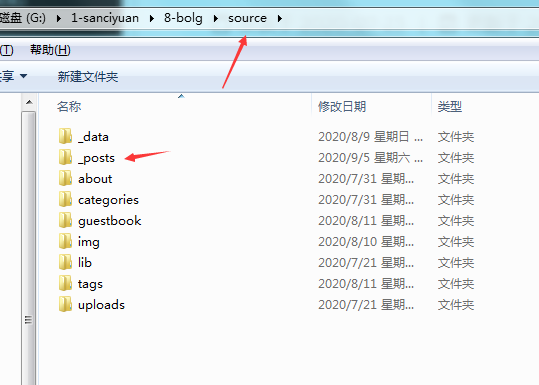 磁盘 (G:) ▸ 1-sanciyuan ▸ 8-bolg ▸ source ▸
(T) 帮助(H)
共享 新建文件夹
名称 修改日期 类型
_data 2020/8/9 星期日 ... 文件夹
_posts 2020/9/5 星期六 ... 文件夹
about 2020/7/31 星期... 文件夹
categories 2020/7/31 星期... 文件夹
guestbook 2020/8/11 星期... 文件夹
img 2020/8/10 星期... 文件夹
lib 2020/7/21 星期... 文件夹
tags 2020/8/11 星期... 文件夹
uploads 2020/7/21 星期... 文件夹